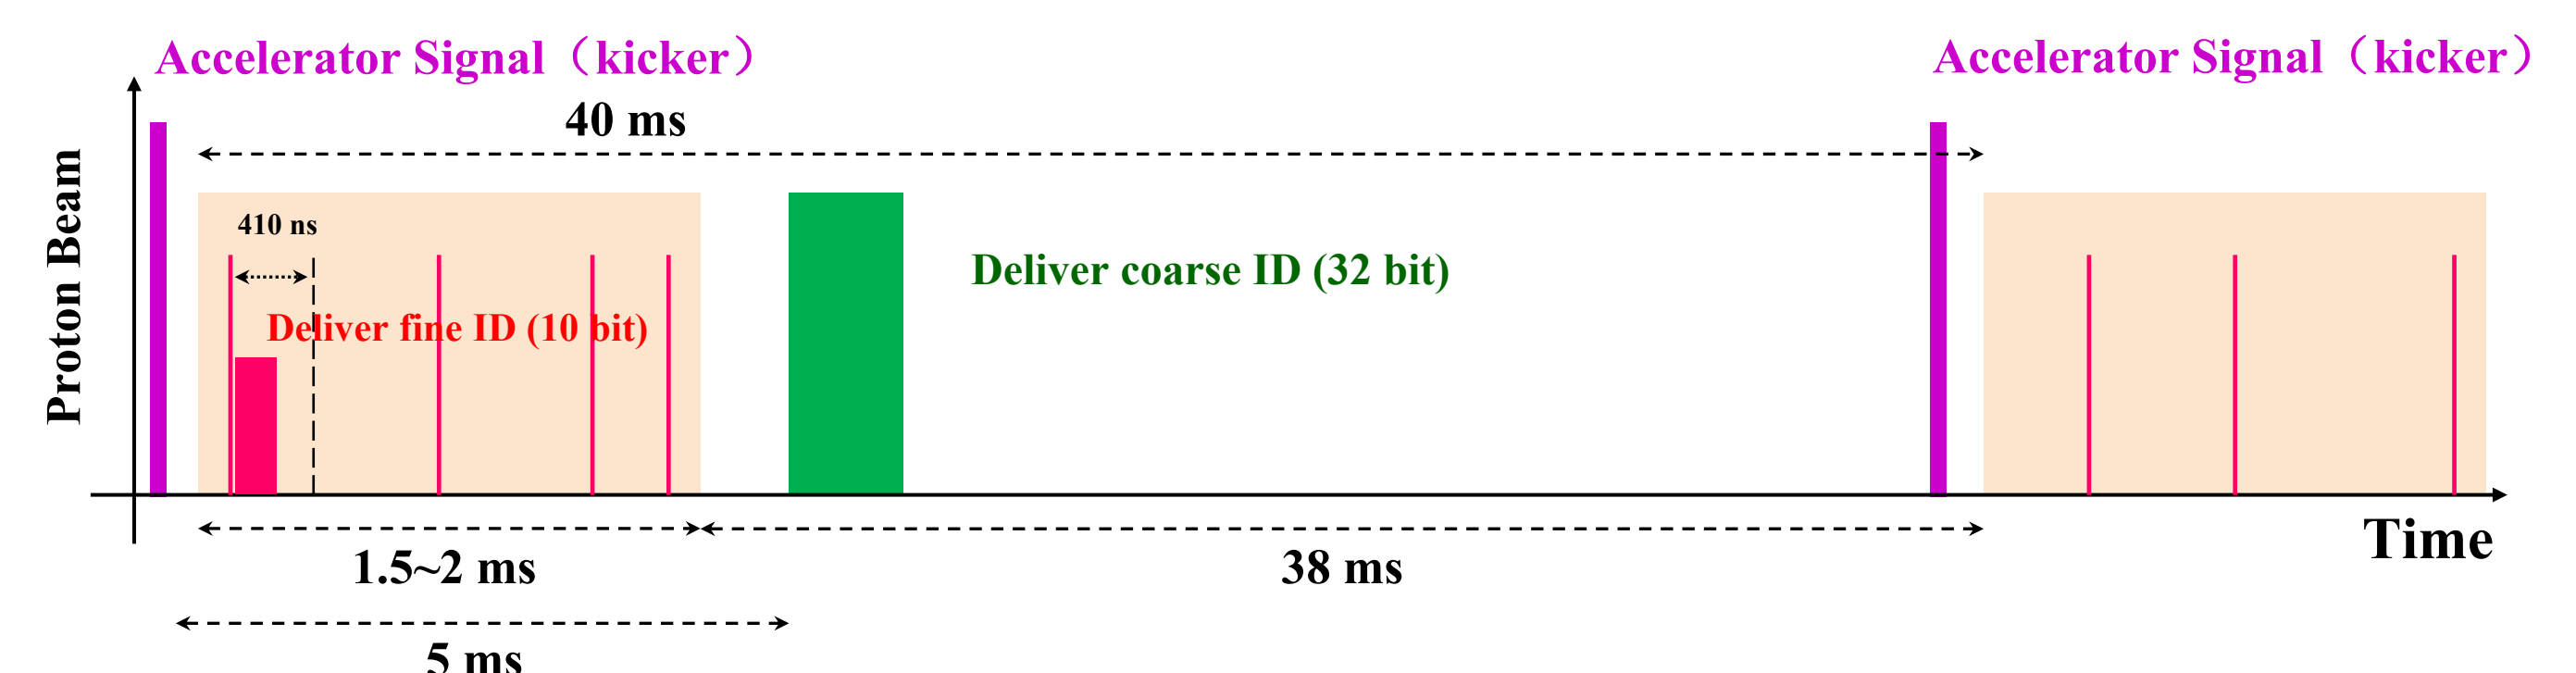 Accelerator Signal（kicker）
Accelerator Signal（kicker）
40 ms
Proton Beam
410 ns
Deliver coarse ID (32 bit)
Deliver fine ID (10 bit)
Time
1.5~2 ms
38 ms
5 ms